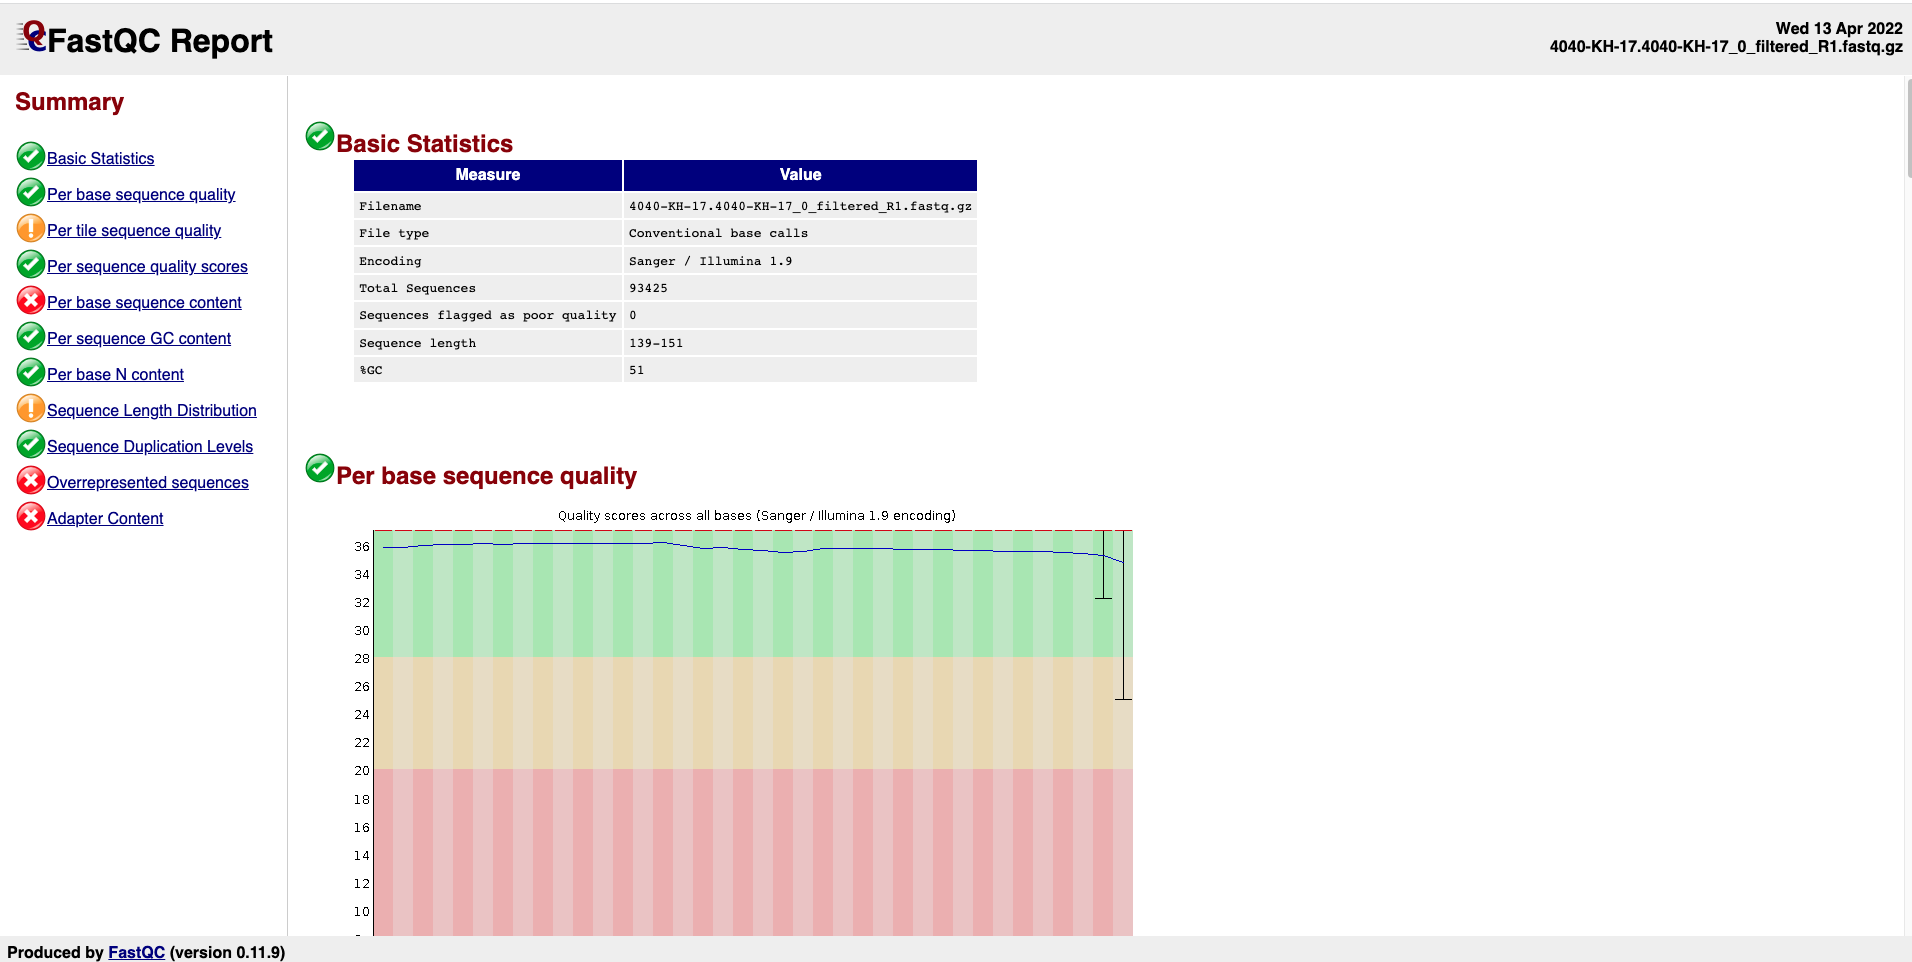 FastQC Report
Wed 13 Apr 2022
4040-KH-17.4040-KH-17_0_filtered_R1.fastq.gz
Summary
Basic Statistics
Per base sequence quality
Per tile sequence quality
Per sequence quality scores
Per base sequence content
Per sequence GC content
Per base N content
Sequence Length Distribution
Sequence Duplication Levels
Overrepresented sequences
Adapter Content
Basic Statistics
Measure Value
Filename 4040-KH-17.4040-KH-17_0_filtered_R1.fastq.gz
File type Conventional base calls
Encoding Sanger / Illumina 1.9
Total Sequences 93425
Sequences flagged as poor quality 0
Sequence length 139-151
%GC 51
Per base sequence quality
Quality scores across all bases (Sanger / Illumina 1.9 encoding)
36
34
32
30
28
26
24
22
20
18
16
14
12
10
Produced by FastQC (version 0.11.9)